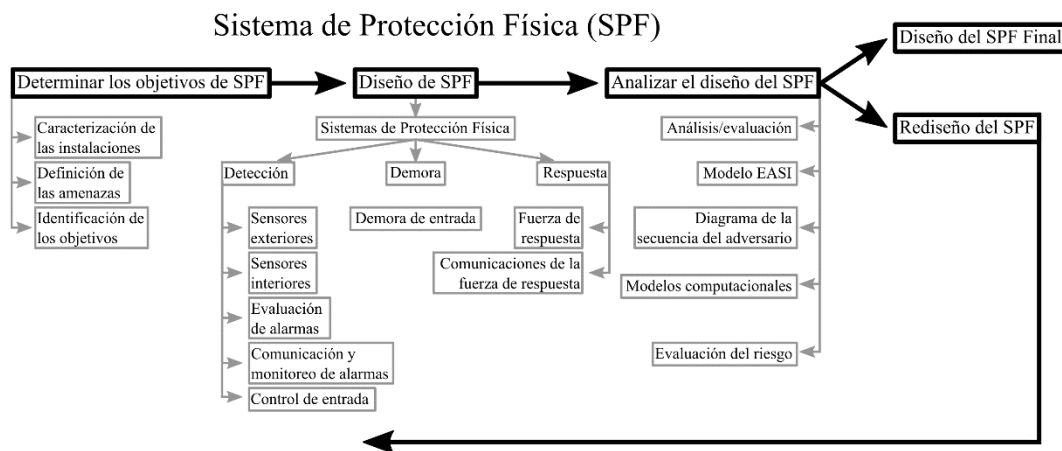 Sistema de Protección Física (SPF)
Diseño del SPF Final
Determinar los objetivos de SPF
Diseño de SPF
Analizar el diseño del SPF
Rediseño del SPF
Caracterización de
las instalaciones
Definición de
las amenazas
Identificación de
los objetivos
Sistemas de Protección Física
Detección
Demora
Respuesta
Sensores
exteriores
Sensores
interiores
Evaluación
de alarmas
Comunicación y
monitoreo de alarmas
Control de entrada
Demora de entrada
Fuerza de
respuesta
Comunicaciones de la
fuerza de respuesta
Análisis/evaluación
Modelo EASI
Diagrama de la
secuencia del adversario
Modelos computacionales
Evaluación del riesgo